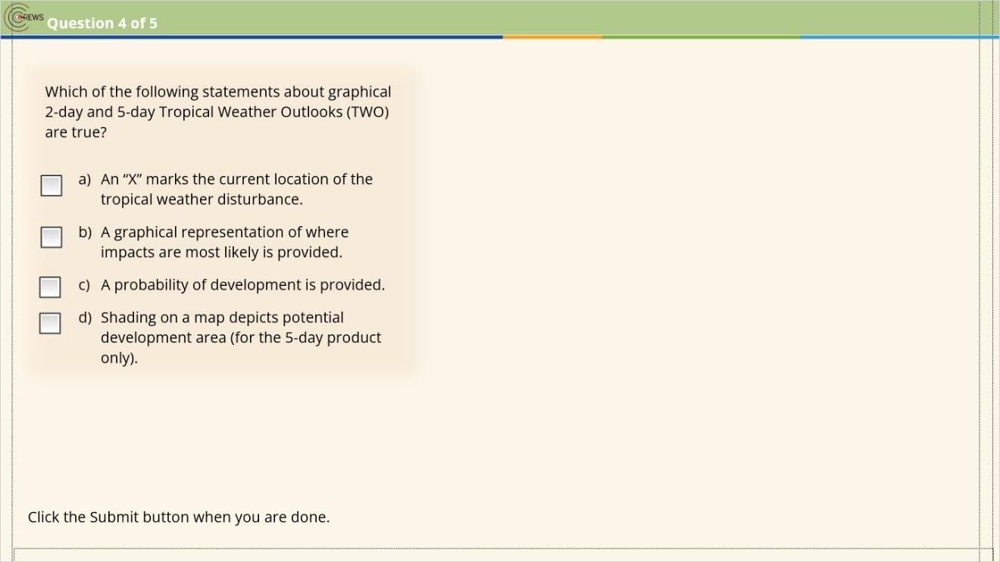 CREWS
Question 4 of 5
Which of the following statements about graphical
2-day and 5-day Tropical Weather Outlooks (TWO)
are true?
a) An “X” marks the current location of the
tropical weather disturbance.
b) A graphical representation of where
impacts are most likely is provided.
c) A probability of development is provided.
d) Shading on a map depicts potential
development area (for the 5-day product
only).
Click the Submit button when you are done.